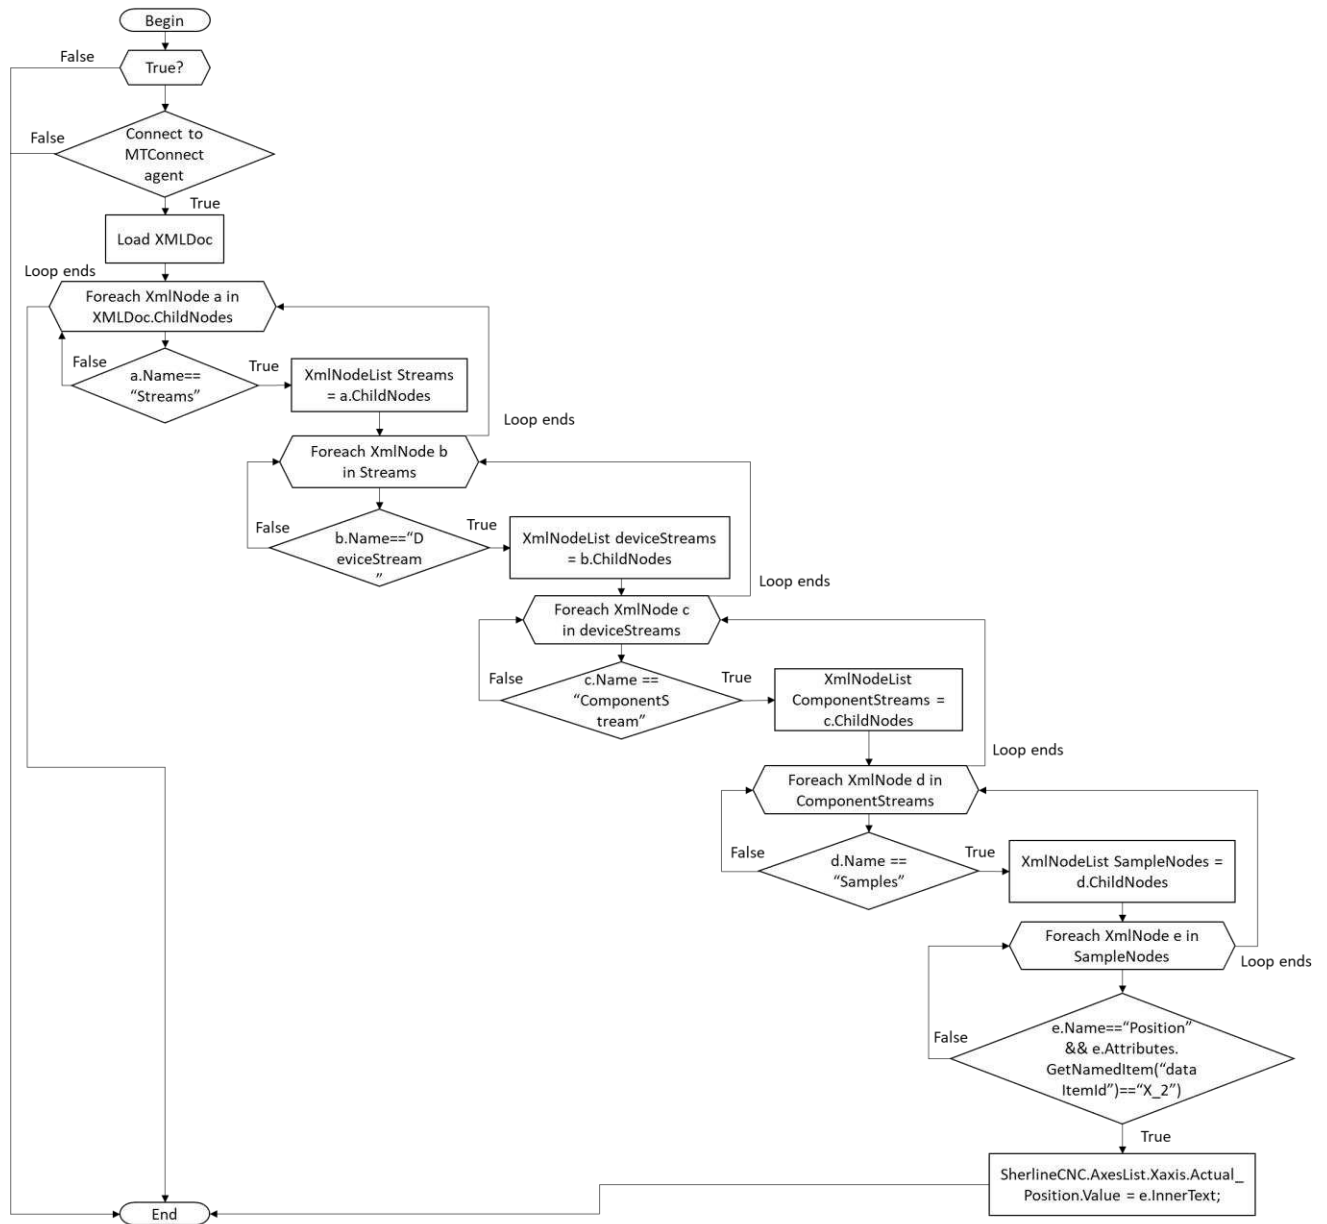 Begin
False
True?
False
Connect to
MTConnect
agent
True
Load XMLDoc
Loop ends
Foreach XmlNode a in
XMLDoc.ChildNodes
False
True
a.Name==
“Streams”
XmlNodeList Streams
= a.ChildNodes
Loop ends
Foreach XmlNode b
in Streams
False
True
b.Name==“D
eviceStream
”
XmlNodeList deviceStreams
= b.ChildNodes
Loop ends
Foreach XmlNode c
in deviceStreams
False
True
c.Name ==
“ComponentS
tream”
XmlNodeList
ComponentStreams =
c.ChildNodes
Loop ends
Foreach XmlNode d in
ComponentStreams
False
True
d.Name ==
“Samples”
XmlNodeList SampleNodes =
d.ChildNodes
Foreach XmlNode e in
SampleNodes
Loop ends
False
e.Name==“Position”
&& e.Attributes.
GetNamedItem(“data
ItemId”)==“X_2”)
True
SherlineCNC.AxesList.Xaxis.Actual_
Position.Value = e.InnerText;
End